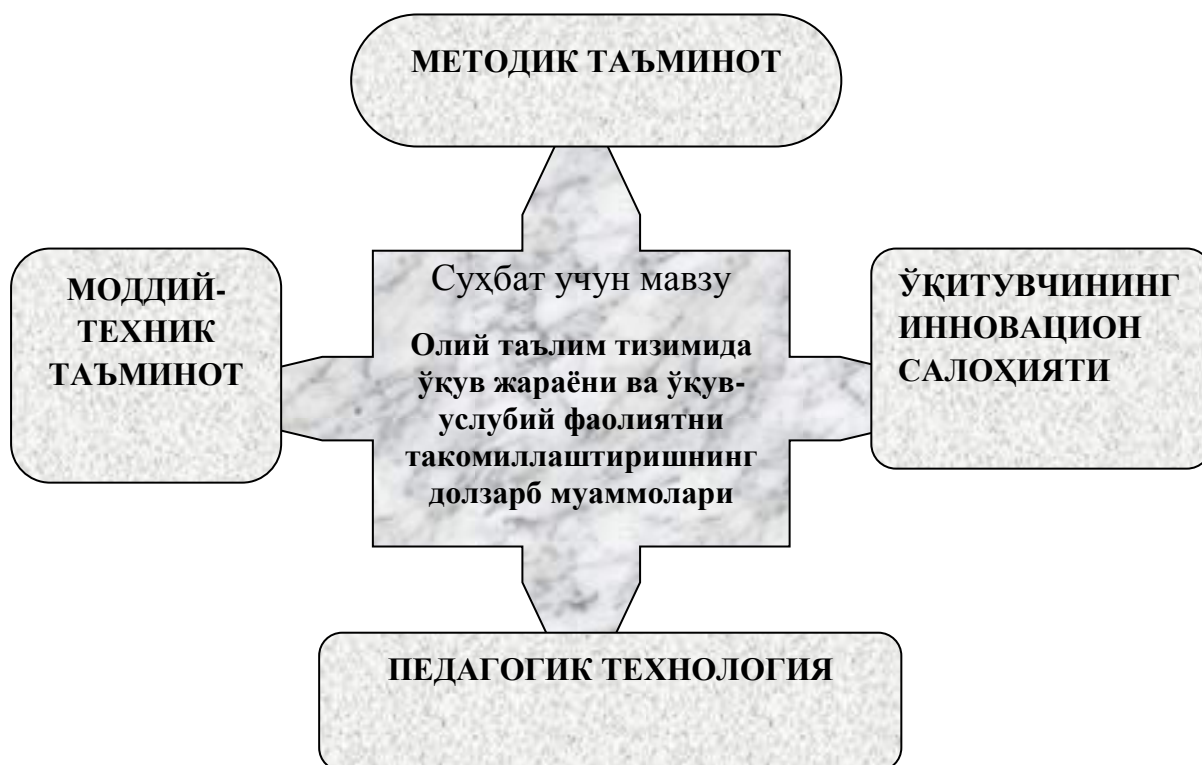 МЕТОДИК ТАЪМИНОТ
МОДДИЙ-
ТЕХНИК
ТАЪМИНОТ
Суҳбат учун мавзу
Олий таълим тизимида
ўқув жараёни ва ўқув-
услубий фаолиятни
такомиллаштиришнинг
долзарб муаммолари
ЎҚИТУВЧИНИНГ
ИННОВАЦИОН
САЛОҲИЯТИ
ПЕДАГОГИК ТЕХНОЛОГИЯ